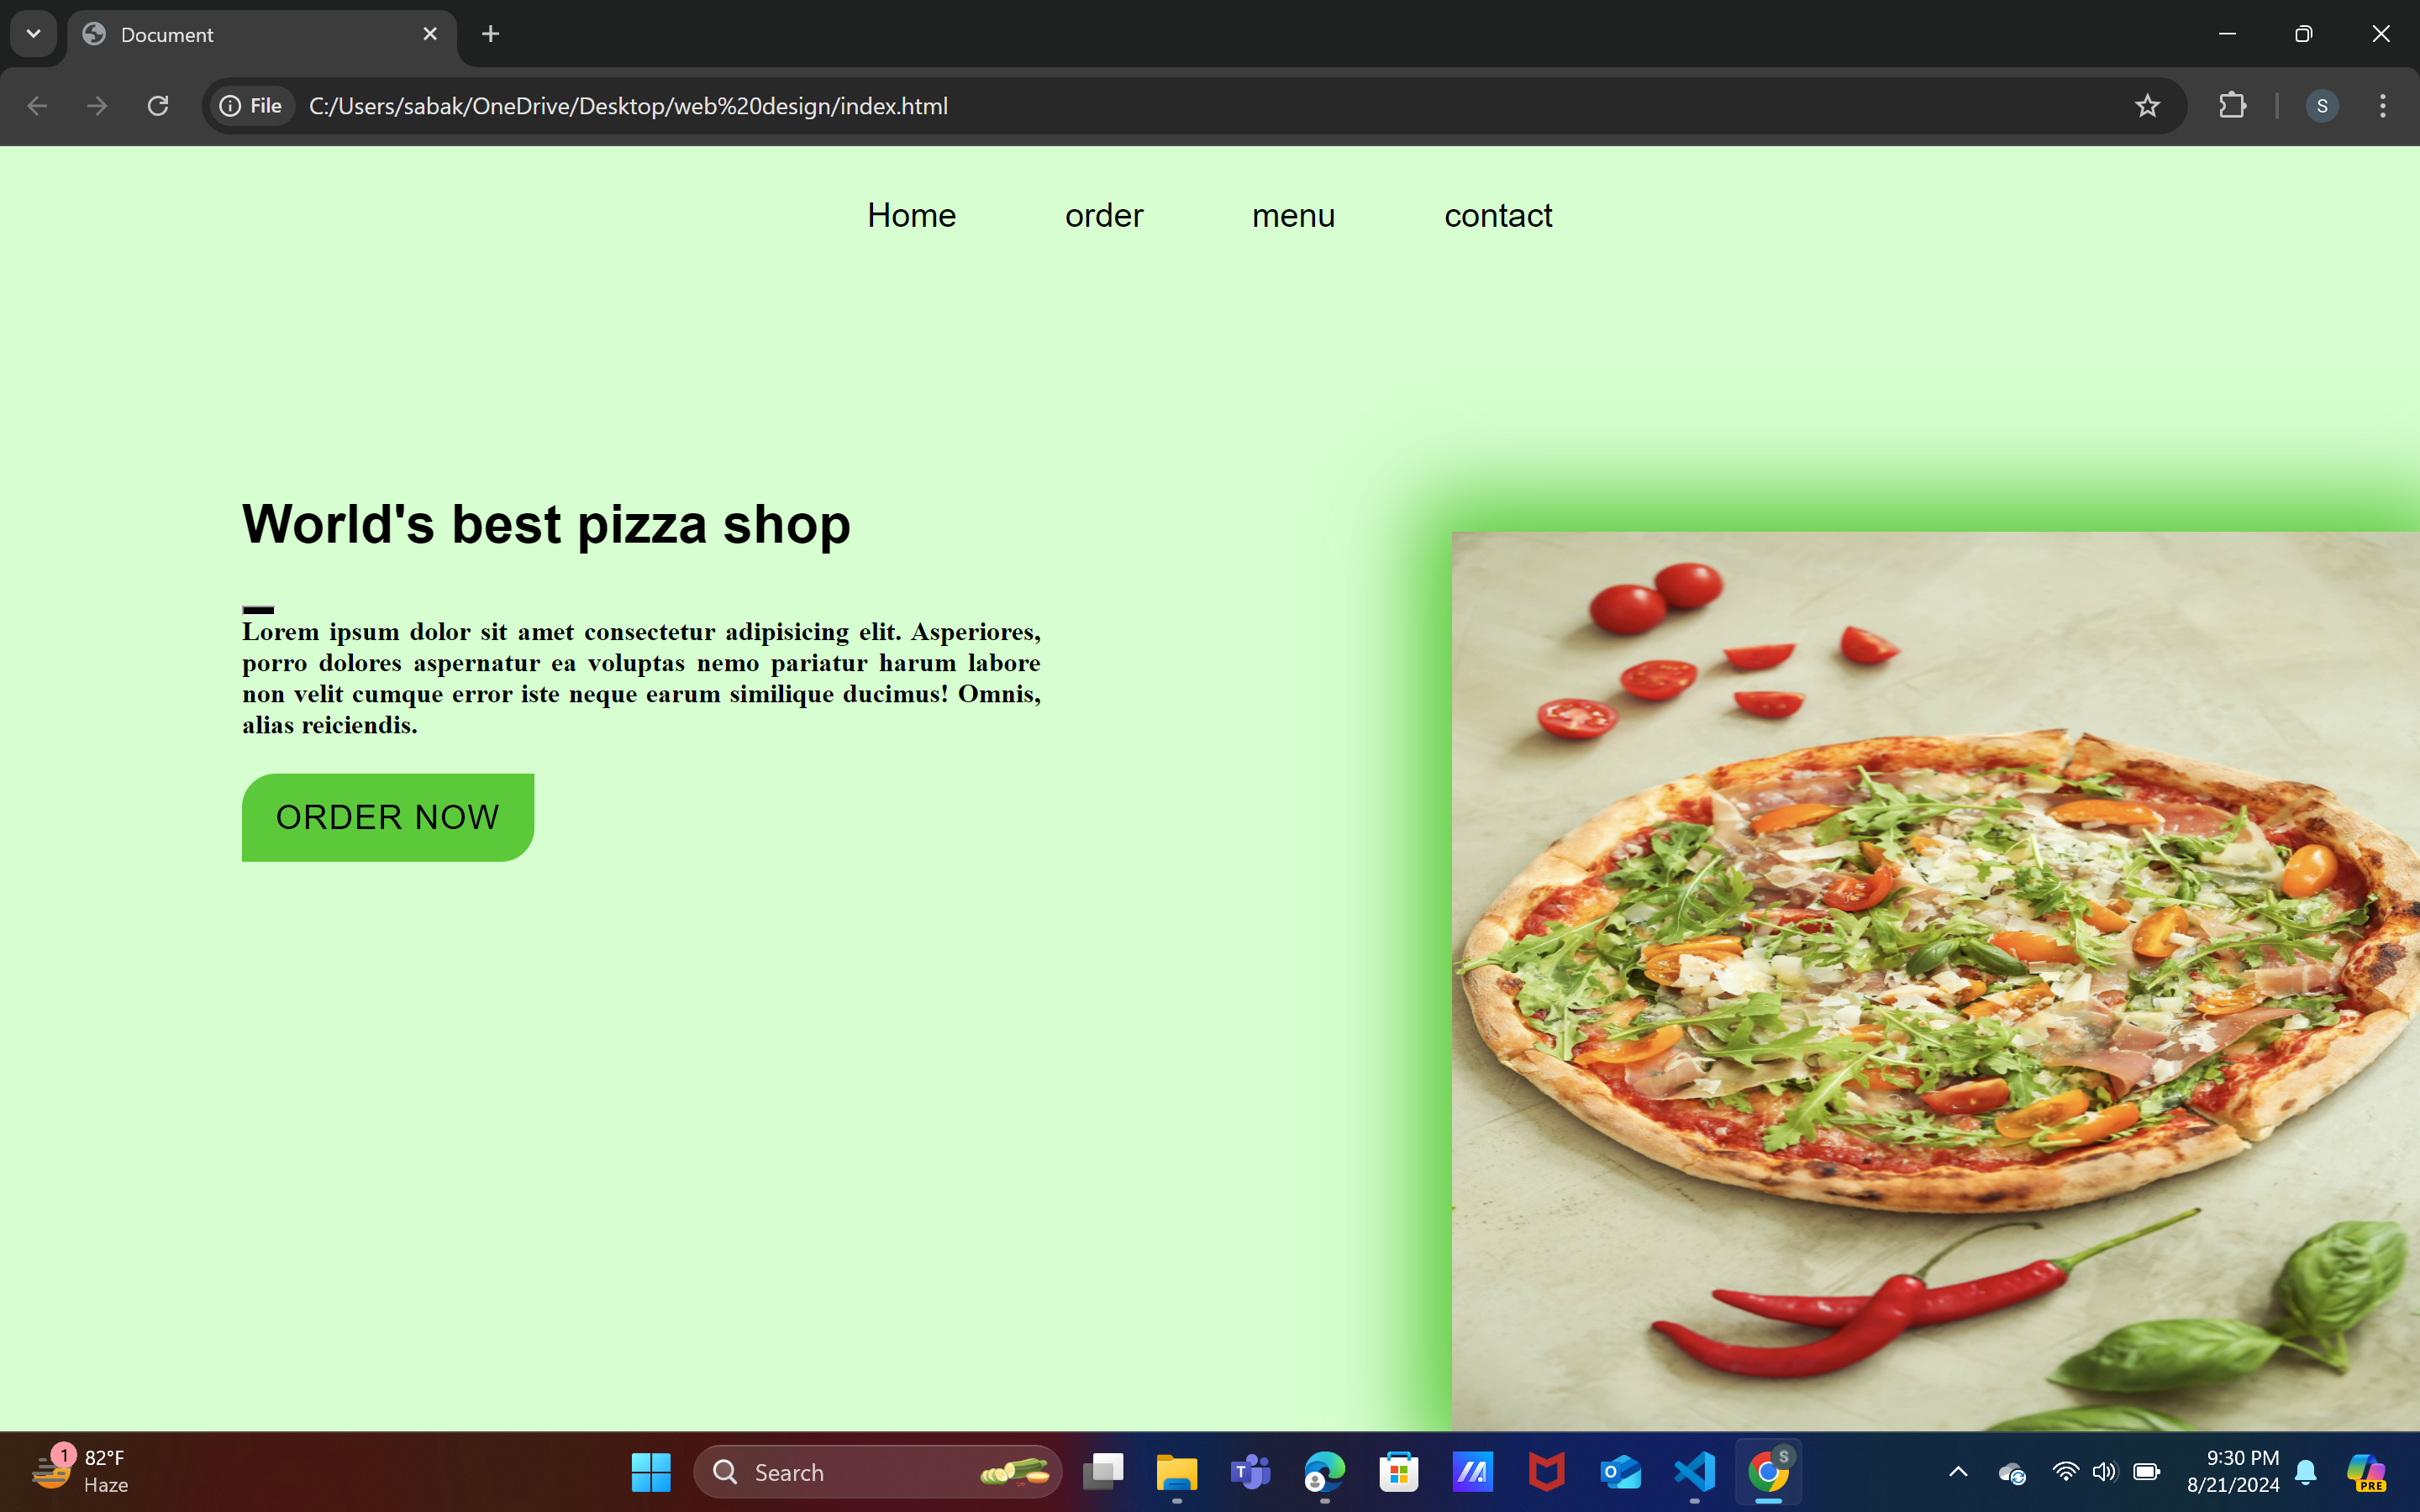 Document
File
C:/Users/sabak/OneDrive/Desktop/web%20design/index.html
S
Home order menu contact
World's best pizza shop
Lorem ipsum dolor sit amet consectetur adipisicing elit. Asperiores,
porro dolores aspernatur ea voluptas nemo pariatur harum labore
non velit cumque error iste neque earum similique ducimus! Omnis,
alias reiciendis.
ORDER NOW
1
82°F
Haze
Search
T
O
S
9:30 PM
8/21/2024
PRE